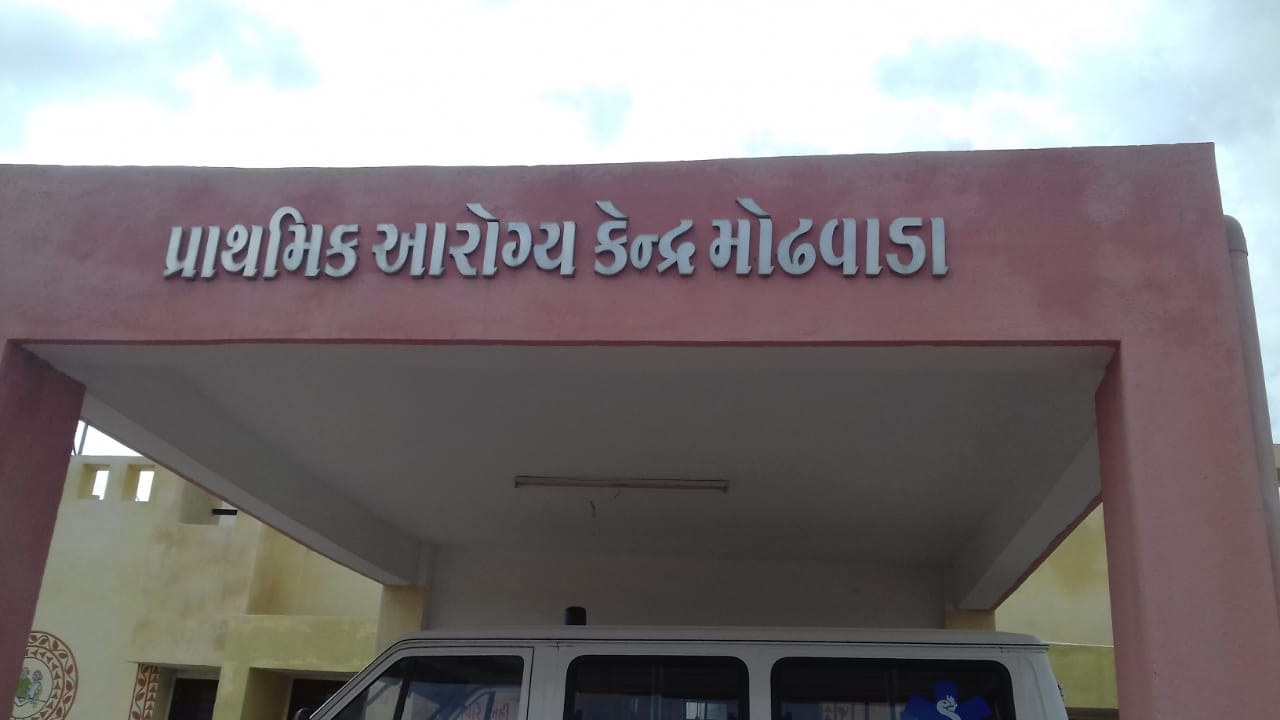 પ્રાથમિક આરોગ્ય કેન્દ્ર મોઢવાડા